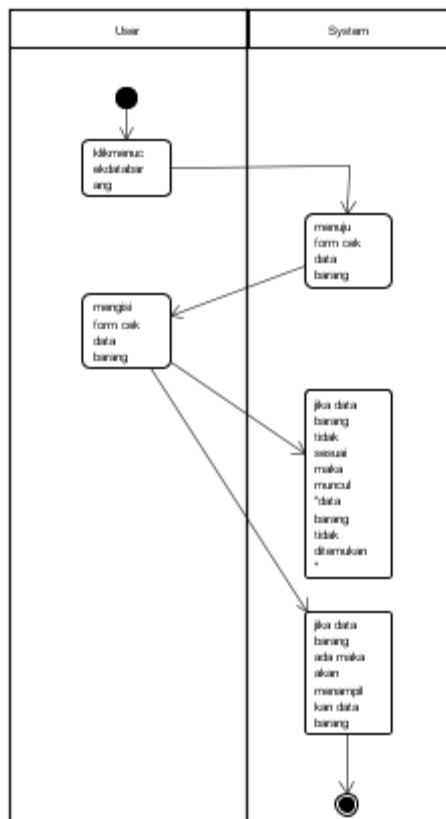 User
System
klikmenuc
ekdatabar
ang
menuju
form cek
data
barang
mengisi
form cek
data
barang
jika data
barang
tidak
sesuai
maka
muncul
"data
barang
tidak
ditemukan
"
jika data
barang
ada maka
akan
menampil
kan data
barang